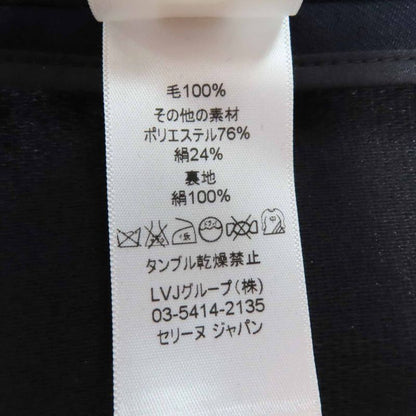 毛100%
その他の素材
ポリエステル76%
絹24%
裏地
絹100%
タンブル乾燥禁止
LVJグループ(株)
03-5414-2135
セリーヌ ジャパン